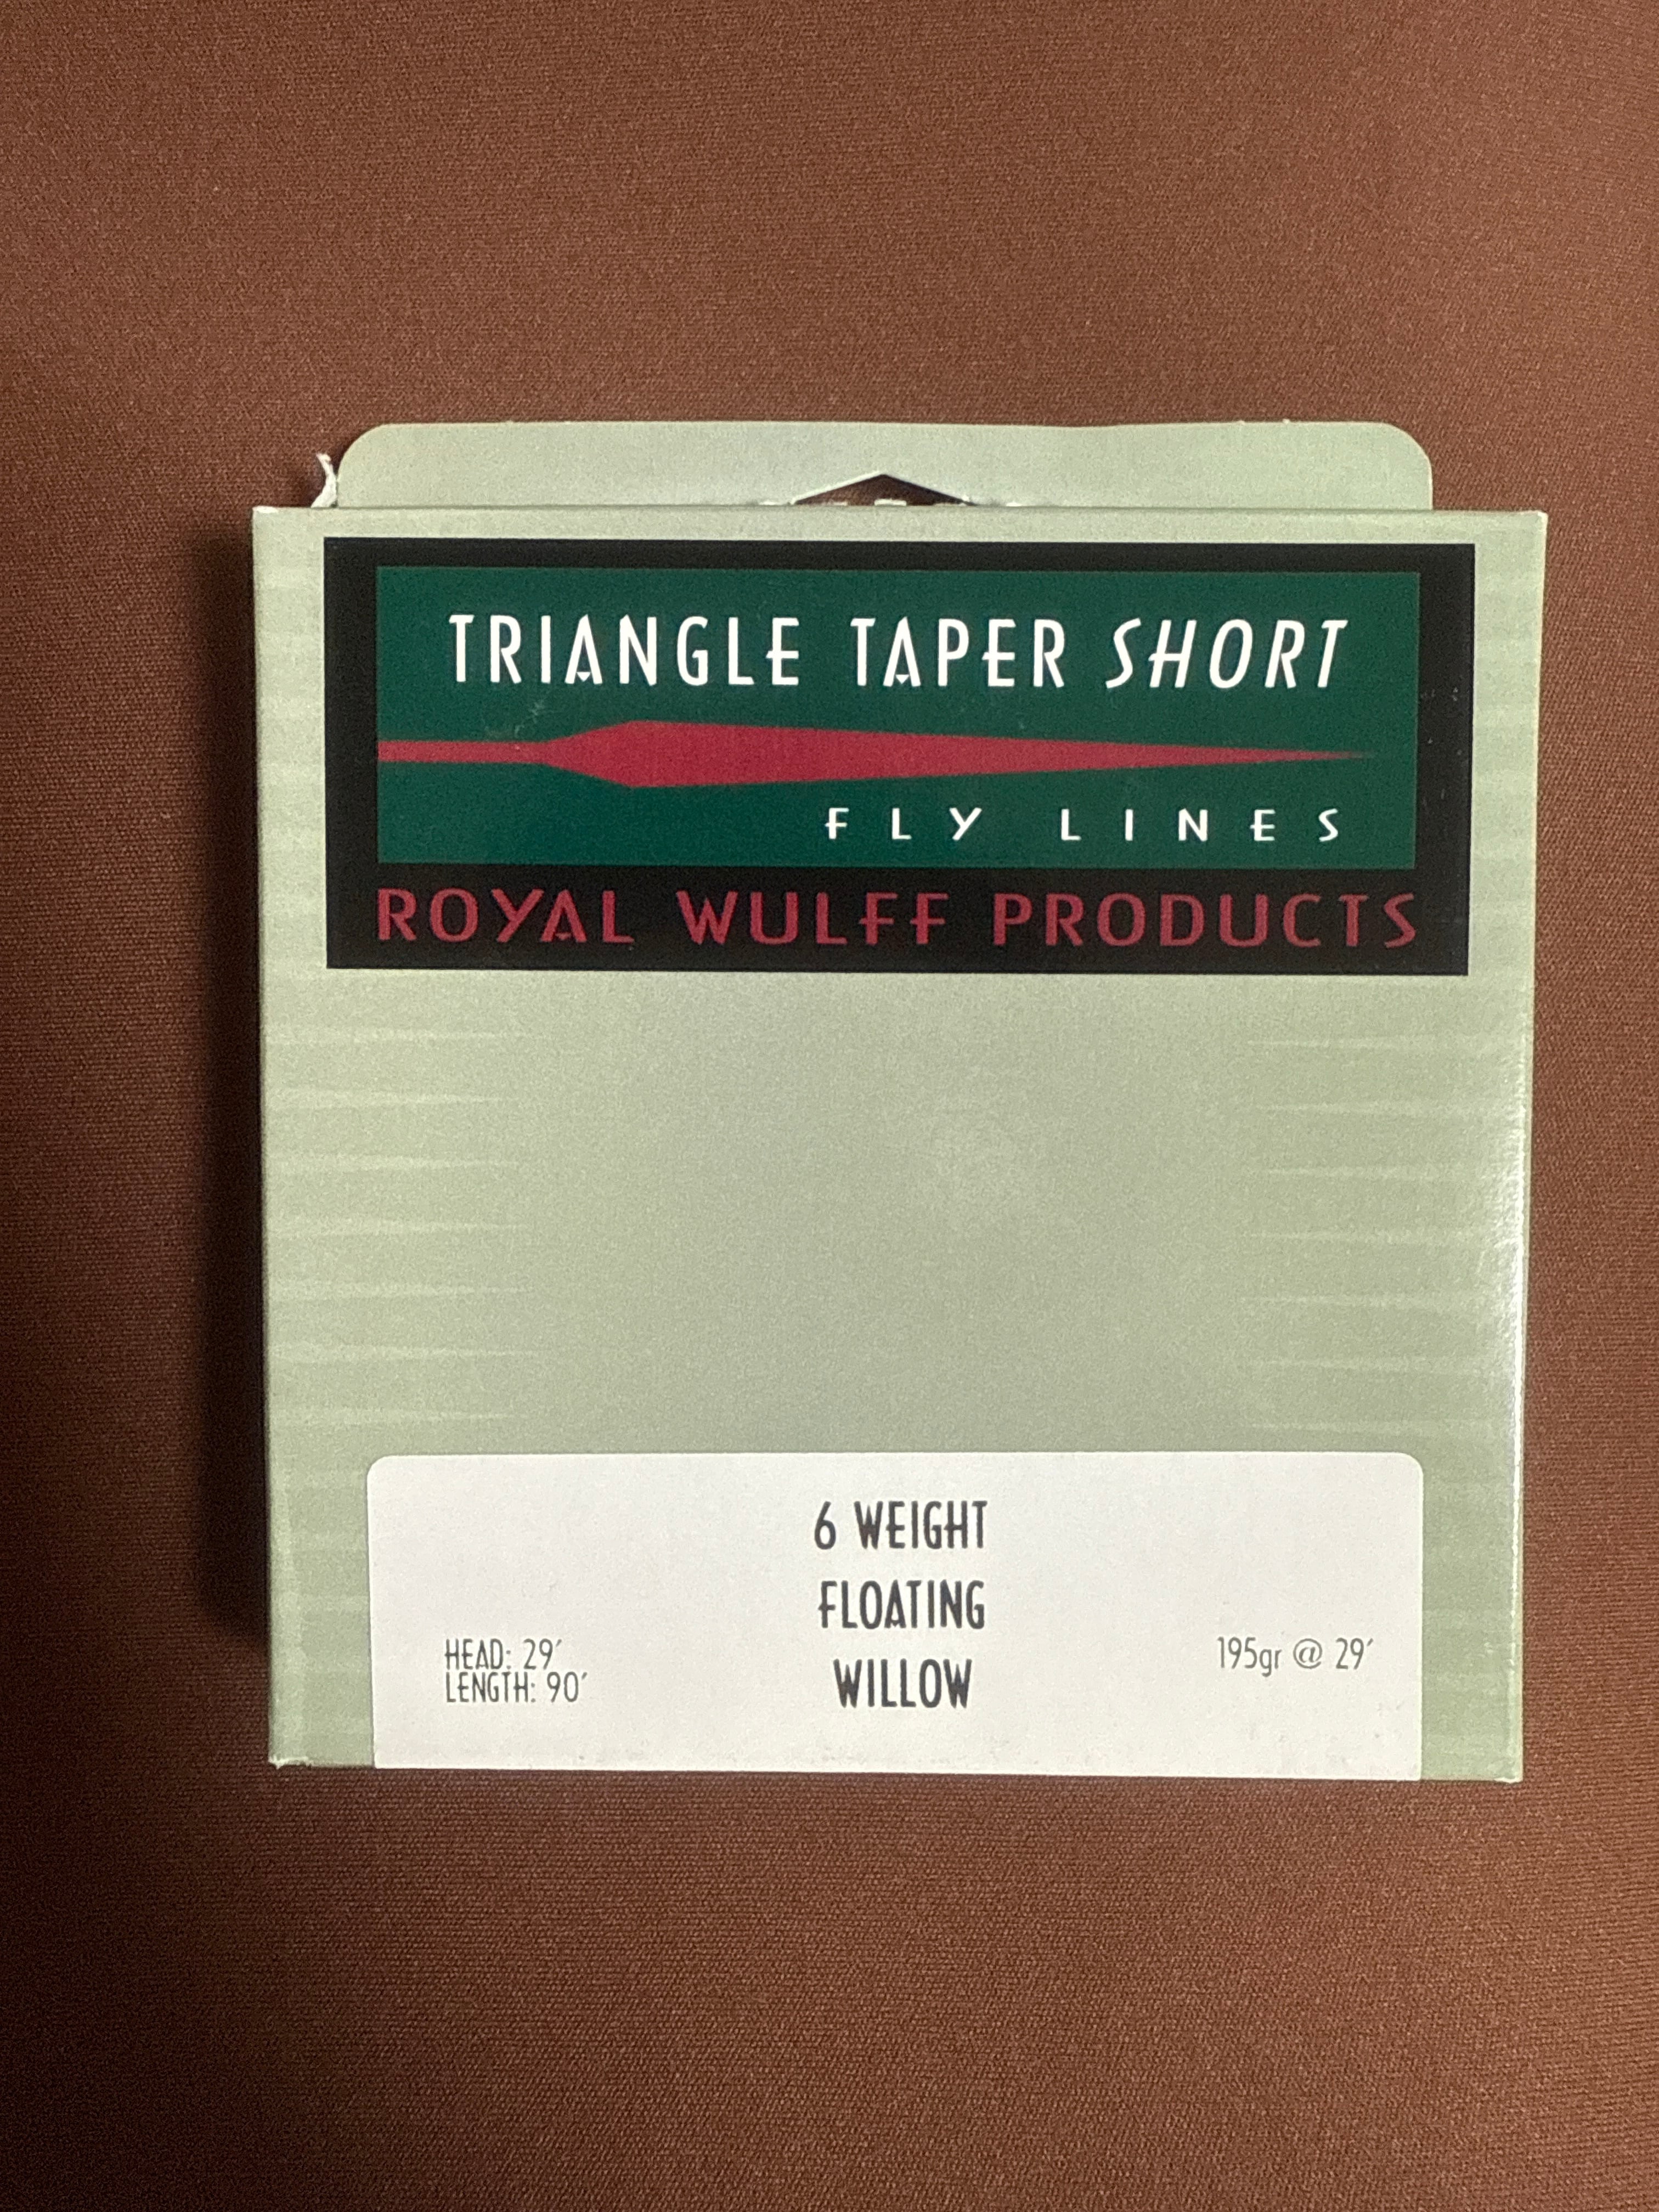 TRIANGLE TAPER SHORT
FLY LINES
ROYAL WULFF PRODUCTS
6 WEIGHT
FLOATING
WILLOW
HEAD: 29′
LENGTH: 90′
195gr @ 29′